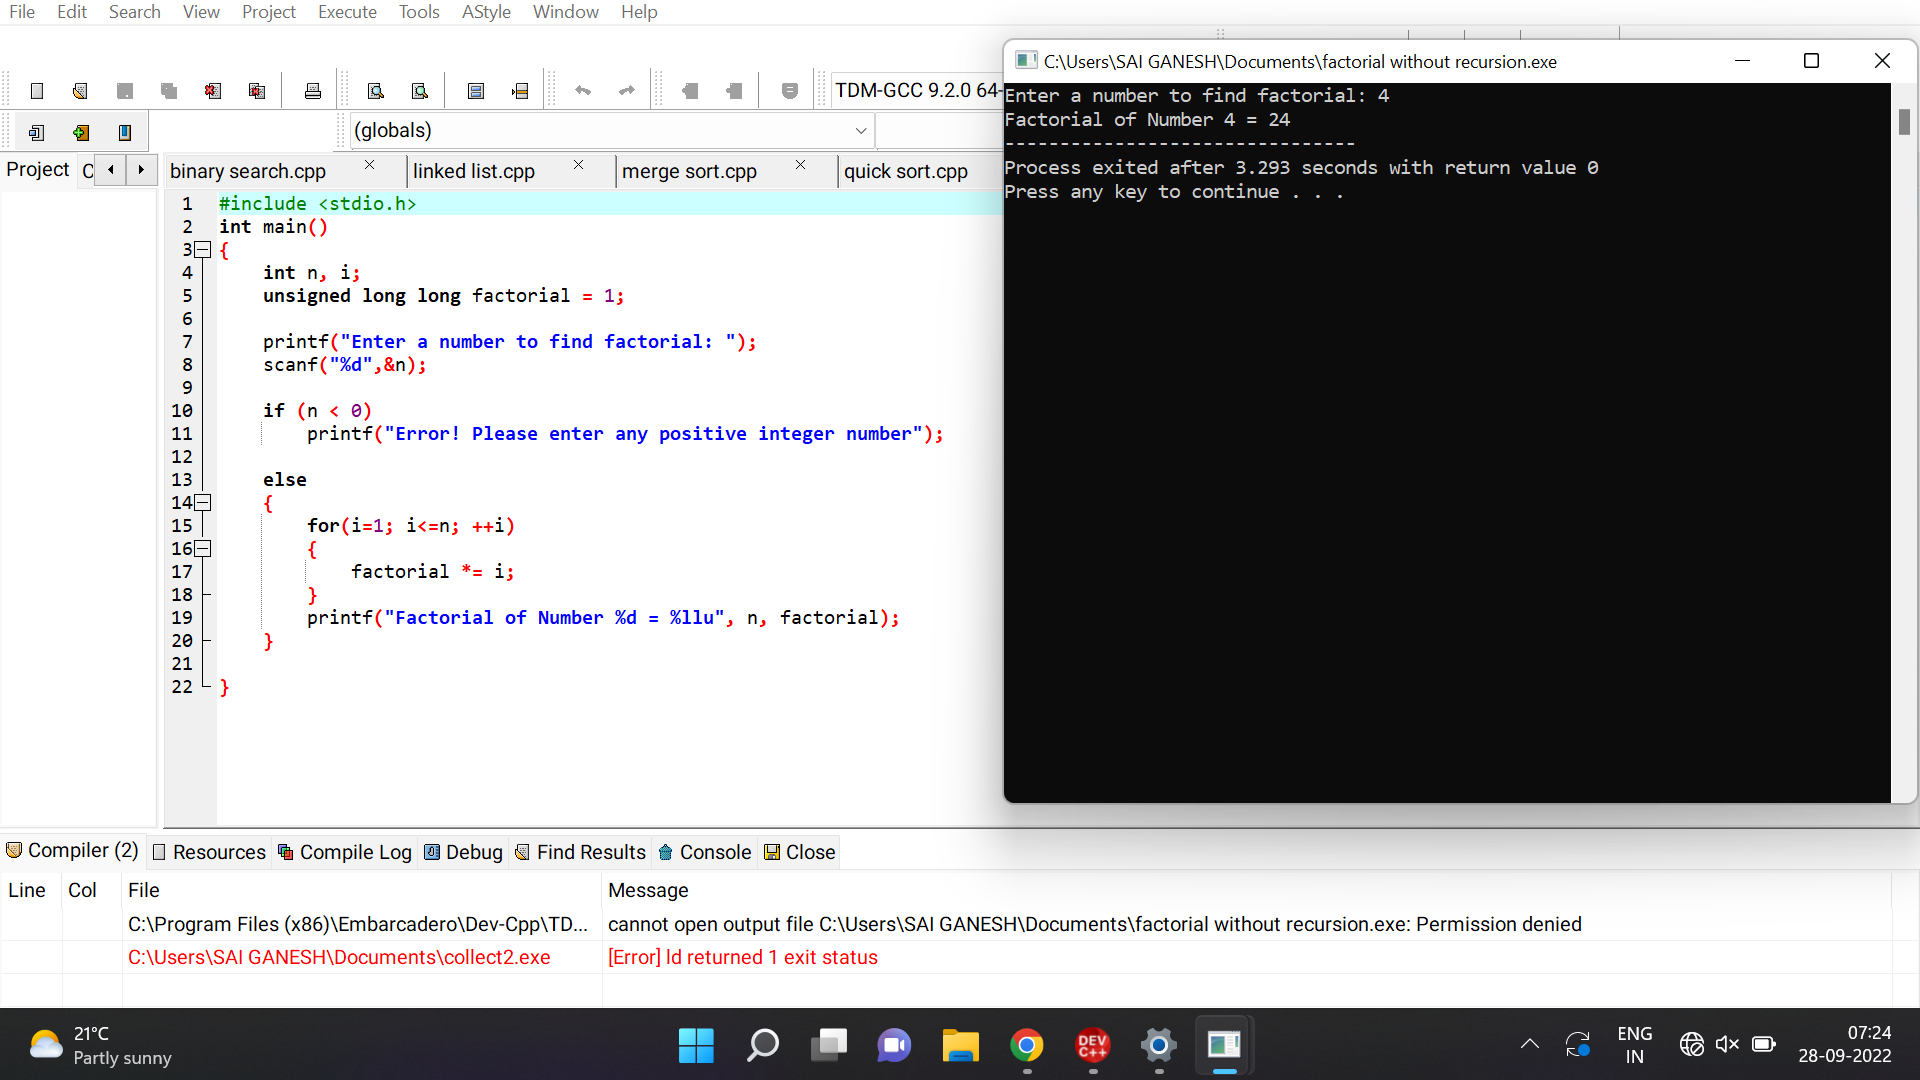 File Edit Search View Project Execute Tools AStyle Window Help
C:\Users\SAI GANESH\Documents\factorial without recursion.exe
TDM-GCC 9.2.0 64-
(globals)
Project C
binary search.cpp linked list.cpp merge sort.cpp quick sort.cpp
1 #include <stdio.h>
2 int main()
3 {
4 int n, i;
5 unsigned long long factorial = 1;
6
7 printf("Enter a number to find factorial: ");
8 scanf("%d",&n);
9
10 if (n < 0)
11 printf("Error! Please enter any positive integer number");
12
13 else
14 {
15 for(i=1; i<=n; ++i)
16 {
17 factorial *= i;
18 }
19 printf("Factorial of Number %d = %llu", n, factorial);
20 }
21
22 }
Enter a number to find factorial: 4
Factorial of Number 4 = 24
--------------------------------
Process exited after 3.293 seconds with return value 0
Press any key to continue . . .
Compiler (2) Resources Compile Log Debug Find Results Console Close
Line Col File Message
C:\Program Files (x86)\Embarcadero\Dev-Cpp\TD... cannot open output file C:\Users\SAI GANESH\Documents\factorial without recursion.exe: Permission denied
C:\Users\SAI GANESH\Documents\collect2.exe [Error] ld returned 1 exit status
21°C
Partly sunny
DEV
C++
ENG
IN
07:24
28-09-2022